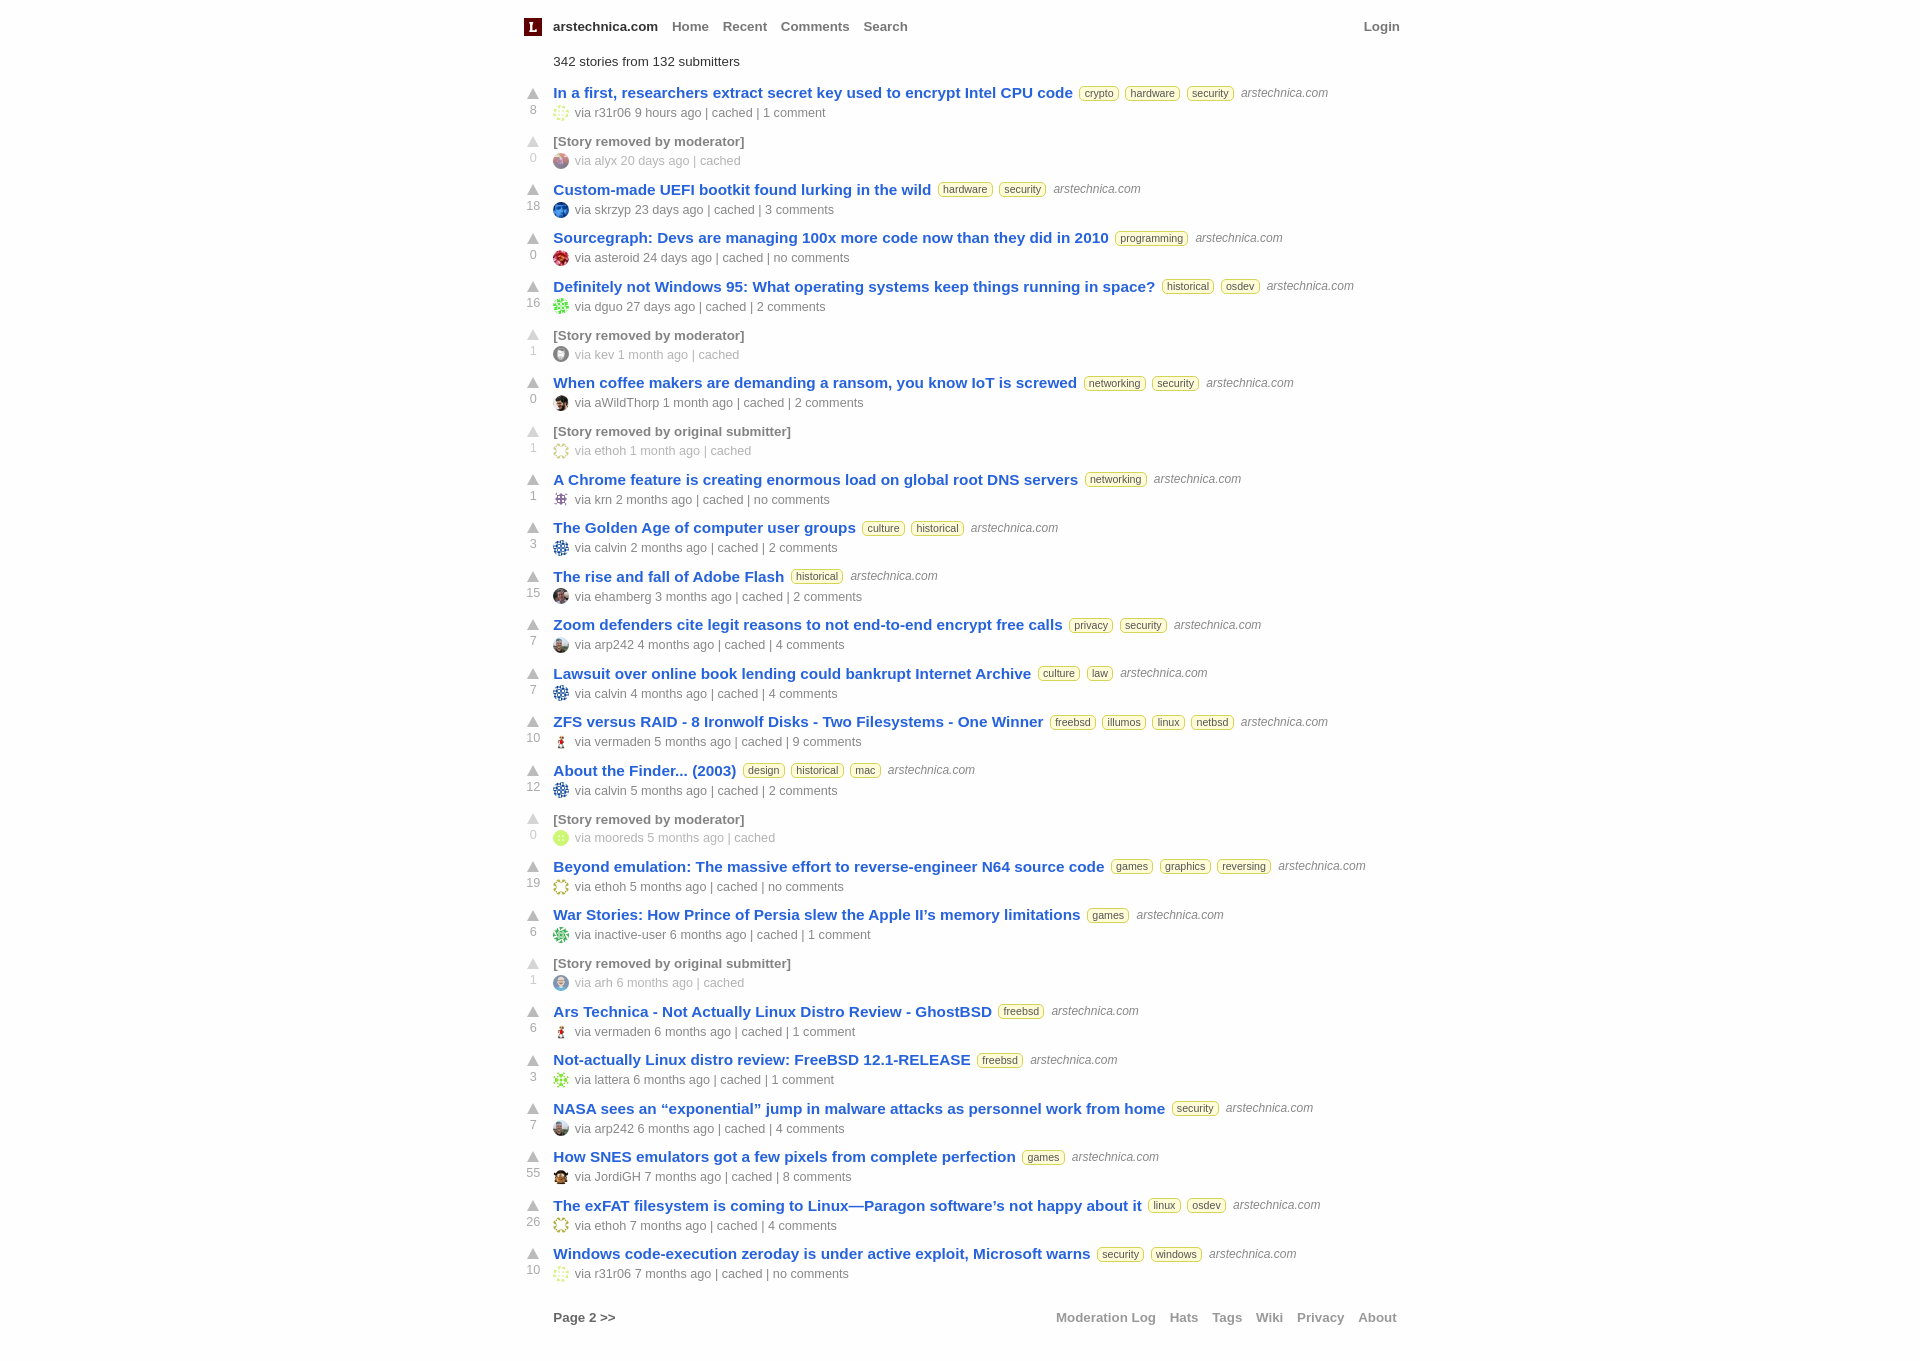 L arstechnica.com Home Recent Comments Search Login
342 stories from 132 submitters
In a first, researchers extract secret key used to encrypt Intel CPU code crypto hardware security arstechnica.com
8 via r31r06 9 hours ago | cached | 1 comment
[Story removed by moderator]
0 via alyx 20 days ago | cached
Custom-made UEFI bootkit found lurking in the wild hardware security arstechnica.com
18 via skrzyp 23 days ago | cached | 3 comments
Sourcegraph: Devs are managing 100x more code now than they did in 2010 programming arstechnica.com
0 via asteroid 24 days ago | cached | no comments
Definitely not Windows 95: What operating systems keep things running in space? historical osdev arstechnica.com
16 via dguo 27 days ago | cached | 2 comments
[Story removed by moderator]
1 via kev 1 month ago | cached
When coffee makers are demanding a ransom, you know IoT is screwed networking security arstechnica.com
0 via aWildThorp 1 month ago | cached | 2 comments
[Story removed by original submitter]
1 via ethoh 1 month ago | cached
A Chrome feature is creating enormous load on global root DNS servers networking arstechnica.com
1 via krn 2 months ago | cached | no comments
The Golden Age of computer user groups culture historical arstechnica.com
3 via calvin 2 months ago | cached | 2 comments
The rise and fall of Adobe Flash historical arstechnica.com
15 via ehamberg 3 months ago | cached | 2 comments
Zoom defenders cite legit reasons to not end-to-end encrypt free calls privacy security arstechnica.com
7 via arp242 4 months ago | cached | 4 comments
Lawsuit over online book lending could bankrupt Internet Archive culture law arstechnica.com
7 via calvin 4 months ago | cached | 4 comments
ZFS versus RAID - 8 Ironwolf Disks - Two Filesystems - One Winner freebsd illumos linux netbsd arstechnica.com
10 via vermaden 5 months ago | cached | 9 comments
About the Finder... (2003) design historical mac arstechnica.com
12 via calvin 5 months ago | cached | 2 comments
[Story removed by moderator]
0 via mooreds 5 months ago | cached
Beyond emulation: The massive effort to reverse-engineer N64 source code games graphics reversing arstechnica.com
19 via ethoh 5 months ago | cached | no comments
War Stories: How Prince of Persia slew the Apple II’s memory limitations games arstechnica.com
6 via inactive-user 6 months ago | cached | 1 comment
[Story removed by original submitter]
1 via arh 6 months ago | cached
Ars Technica - Not Actually Linux Distro Review - GhostBSD freebsd arstechnica.com
6 via vermaden 6 months ago | cached | 1 comment
Not-actually Linux distro review: FreeBSD 12.1-RELEASE freebsd arstechnica.com
3 via lattera 6 months ago | cached | 1 comment
NASA sees an “exponential” jump in malware attacks as personnel work from home security arstechnica.com
7 via arp242 6 months ago | cached | 4 comments
How SNES emulators got a few pixels from complete perfection games arstechnica.com
55 via JordiGH 7 months ago | cached | 8 comments
The exFAT filesystem is coming to Linux—Paragon software’s not happy about it linux osdev arstechnica.com
26 via ethoh 7 months ago | cached | 4 comments
Windows code-execution zeroday is under active exploit, Microsoft warns security windows arstechnica.com
10 via r31r06 7 months ago | cached | no comments
Page 2 >> Moderation Log Hats Tags Wiki Privacy About